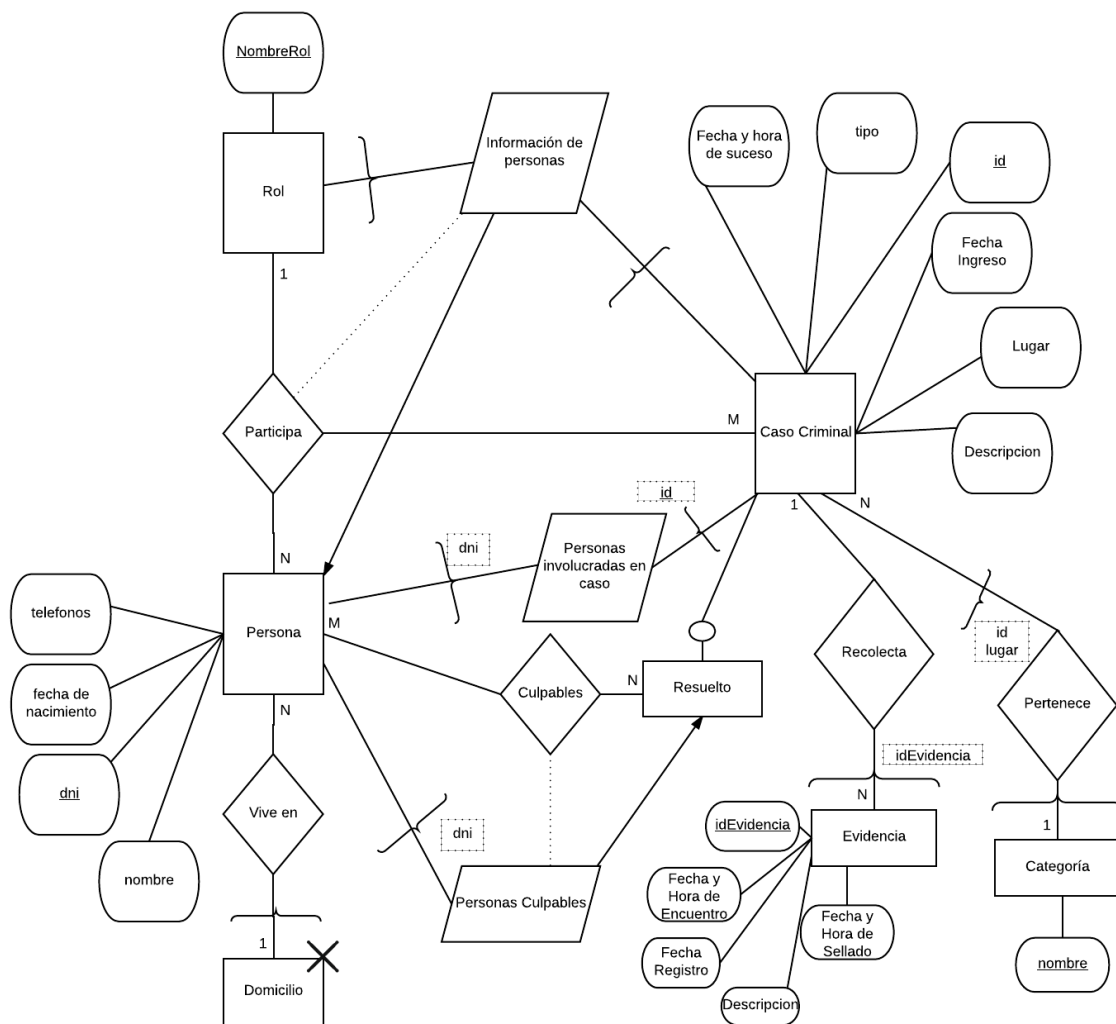 NombreRol
Rol
1
Información de
personas
Fecha y hora
de suceso
tipo
id
Fecha
Ingreso
Lugar
Descripcion
Caso Criminal
M
Participa
N
id
1
N
dni
Personas
involucradas en
caso
telefonos
fecha de
nacimiento
dni
nombre
Persona
M
N
Culpables
N
Resuelto
Recolecta
id
lugar
Pertenece
Vive en
dni
idEvidencia
N
idEvidencia
Evidencia
1
Categoría
Personas Culpables
Fecha y
Hora de
Encuentro
Fecha
Registro
Descripcion
Fecha y
Hora de
Sellado
nombre
1
Domicilio